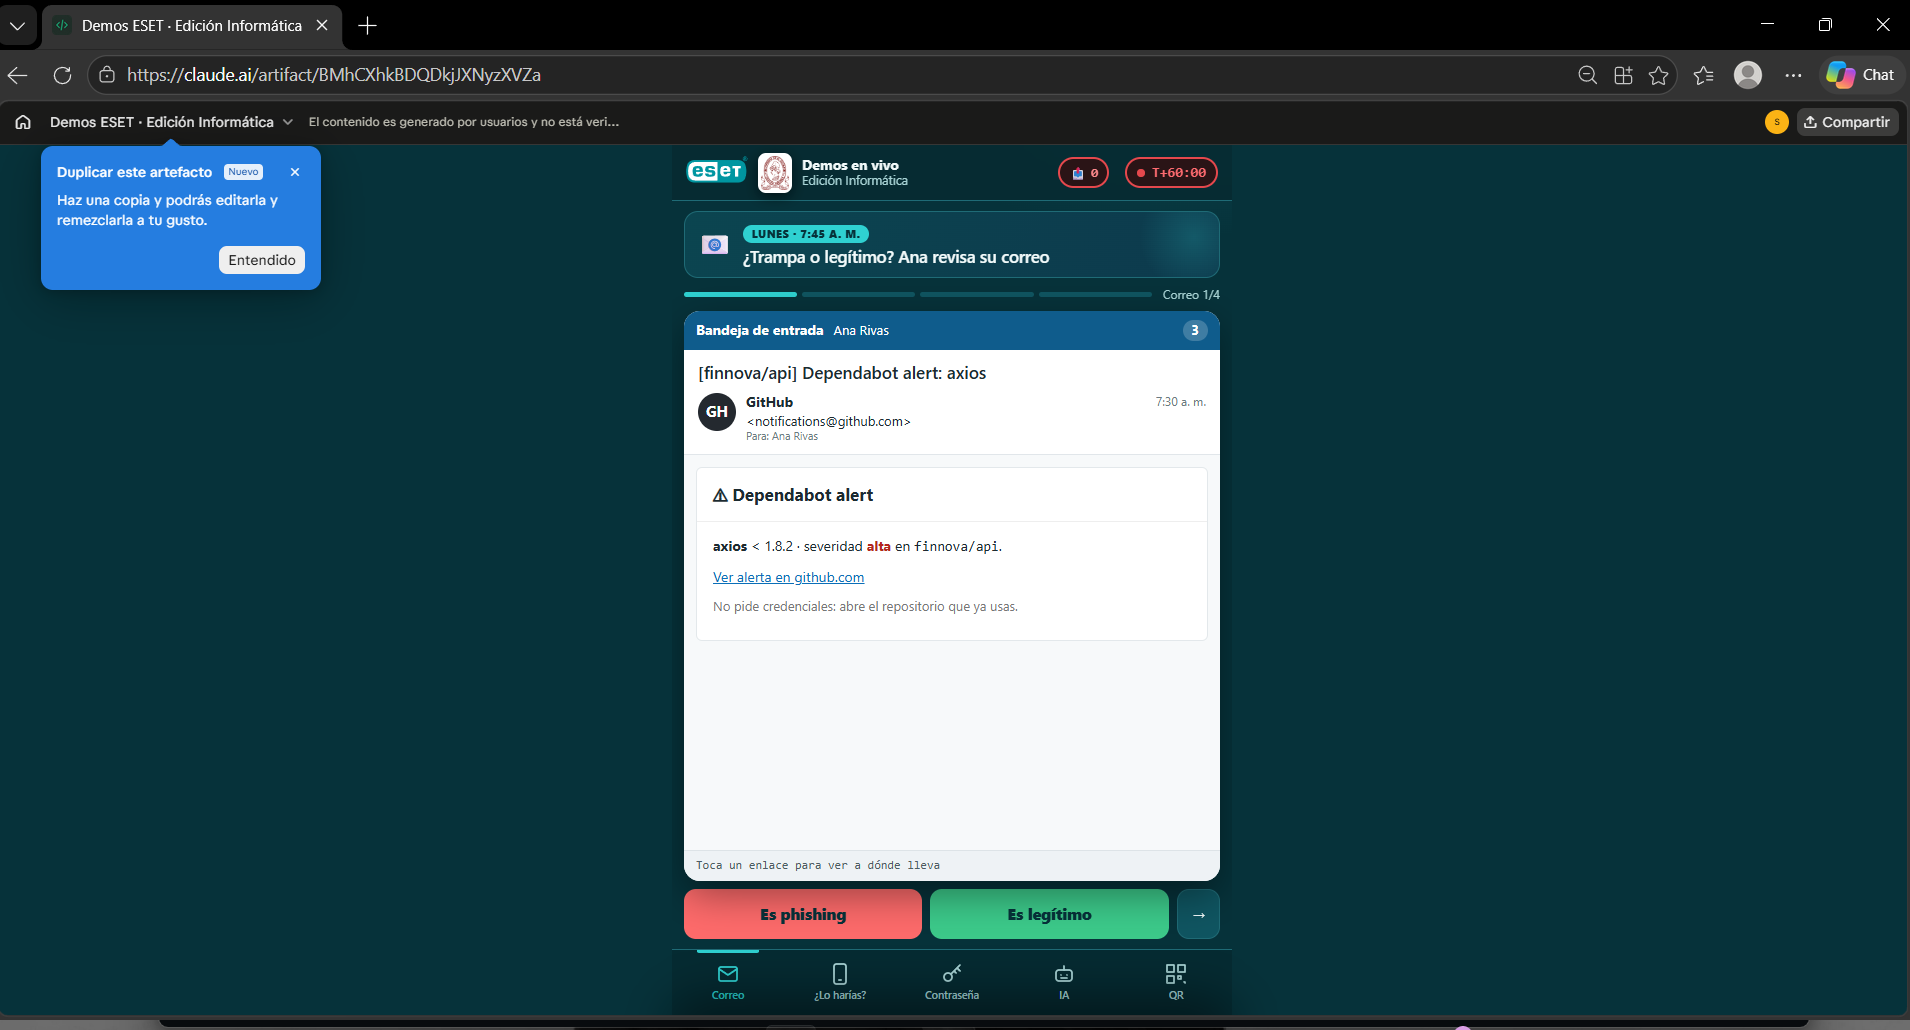 Demos ESET · Edición Informática
https://claude.ai/artifact/BMhCXhkBDQDkjJXNyzXVZa
Chat
Demos ESET · Edición Informática
El contenido es generado por usuarios y no está veri...
S
Compartir
Duplicar este artefacto Nuevo
Haz una copia y podrás editarla y
remezclarla a tu gusto.
Entendido
eset
Demos en vivo
Edición Informática
0
T+60:00
LUNES · 7:45 A. M.
¿Trampa o legítimo? Ana revisa su correo
Correo 1/4
Bandeja de entrada Ana Rivas
3
[finnova/api] Dependabot alert: axios
GH
GitHub
7:30 a. m.
<notifications@github.com>
Para: Ana Rivas
⚠ Dependabot alert
axios < 1.8.2 · severidad alta en finnova/api.
Ver alerta en github.com
No pide credenciales: abre el repositorio que ya usas.
Toca un enlace para ver a dónde lleva
Es phishing
Es legítimo
→
Correo
¿Lo harías?
Contraseña
IA
QR